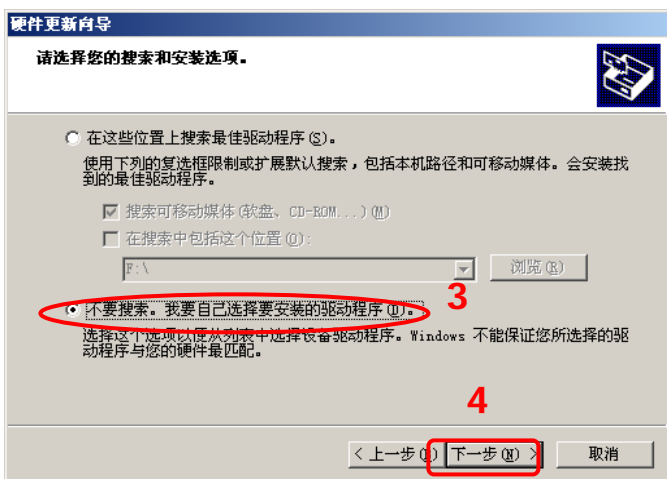 硬件更新向导
请选择您的搜索和安装选项。
在这些位置上搜索最佳驱动程序(S)。
使用下列的复选框限制或扩展默认搜索，包括本机路径和可移动媒体。会安装找
到的最佳驱动程序。
搜索可移动媒体(软盘、CD-ROM...)(M)
在搜索中包括这个位置(O):
F:\
浏览(R)
3
不要搜索。我要自己选择要安装的驱动程序(D)。
选择这个选项以便从列表中选择设备驱动程序。Windows 不能保证您所选择的驱
动程序与您的硬件最匹配。
4
< 上一步(B) 下一步(N) > 取消